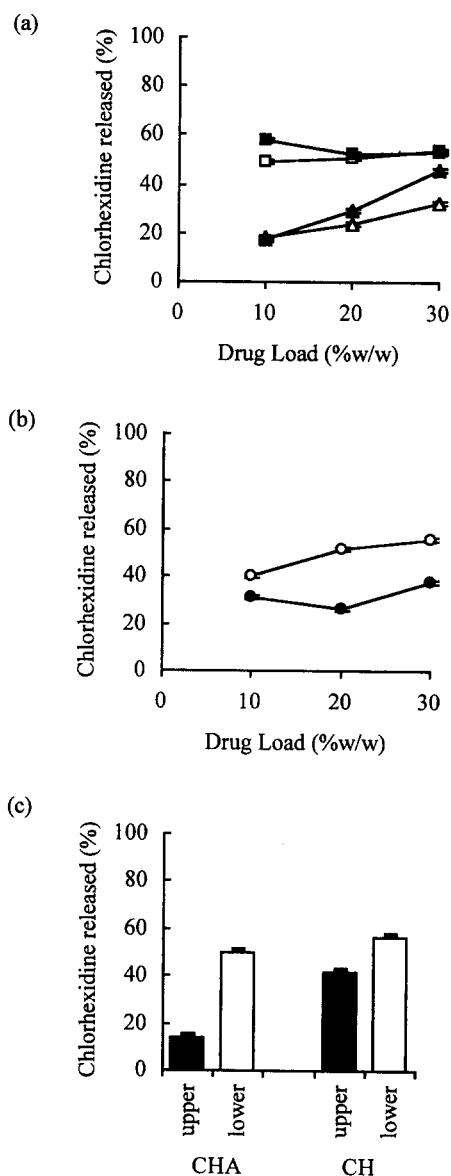 (a)
Chlorhexidine released (%)
100
80
60
40
20
0
0 10 20 30
Drug Load (%w/w)
(b)
Chlorhexidine released (%)
100
80
60
40
20
0
0 10 20 30
Drug Load (%w/w)
(c)
Chlorhexidine released (%)
100
80
60
40
20
0
upper lower upper lower
CHA CH